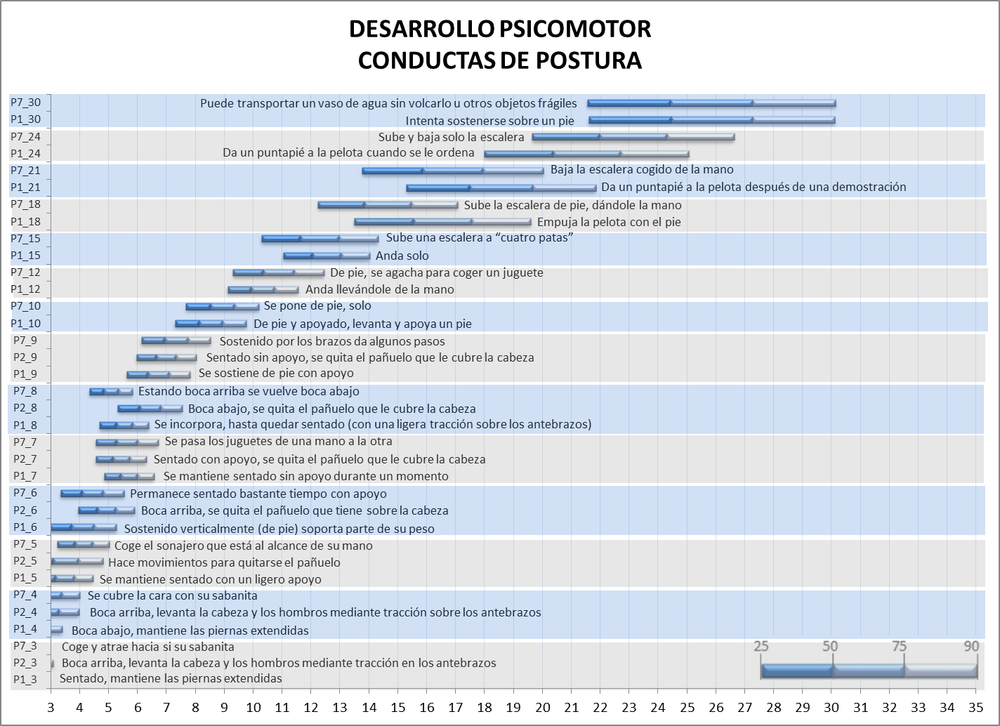 DESARROLLO PSICOMOTOR
CONDUCTAS DE POSTURA
P7_30 Puede transportar un vaso de agua sin volcarlo u otros objetos frágiles
P1_30 Intenta sostenerse sobre un pie
P7_24 Sube y baja solo la escalera
P1_24 Da un puntapié a la pelota cuando se le ordena
P7_21 Baja la escalera cogido de la mano
P1_21 Da un puntapié a la pelota después de una demostración
P7_18 Sube la escalera de pie, dándole la mano
P1_18 Empuja la pelota con el pie
P7_15 Sube una escalera a “cuatro patas”
P1_15 Anda solo
P7_12 De pie, se agacha para coger un juguete
P1_12 Anda llevándole de la mano
P7_10 Se pone de pie, solo
P1_10 De pie y apoyado, levanta y apoya un pie
P7_9 Sostenido por los brazos da algunos pasos
P2_9 Sentado sin apoyo, se quita el pañuelo que le cubre la cabeza
P1_9 Se sostiene de pie con apoyo
P7_8 Estando boca arriba se vuelve boca abajo
P2_8 Boca abajo, se quita el pañuelo que le cubre la cabeza
P1_8 Se incorpora, hasta quedar sentado (con una ligera tracción sobre los antebrazos)
P7_7 Se pasa los juguetes de una mano a la otra
P2_7 Sentado con apoyo, se quita el pañuelo que le cubre la cabeza
P1_7 Se mantiene sentado sin apoyo durante un momento
P7_6 Permanece sentado bastante tiempo con apoyo
P2_6 Boca arriba, se quita el pañuelo que tiene sobre la cabeza
P1_6 Sostenido verticalmente (de pie) soporta parte de su peso
P7_5 Coge el sonajero que está al alcance de su mano
P2_5 Hace movimientos para quitarse el pañuelo
P1_5 Se mantiene sentado con un ligero apoyo
P7_4 Se cubre la cara con su sabanita
P2_4 Boca arriba, levanta la cabeza y los hombros mediante tracción sobre los antebrazos
P1_4 Boca abajo, mantiene las piernas extendidas
P7_3 Coge y atrae hacia si su sabanita
25 50 75 90
P2_3 Boca arriba, levanta la cabeza y los hombros mediante tracción en los antebrazos
P1_3 Sentado, mantiene las piernas extendidas
3 4 5 6 7 8 9 10 11 12 13 14 15 16 17 18 19 20 21 22 23 24 25 26 27 28 29 30 31 32 33 34 35